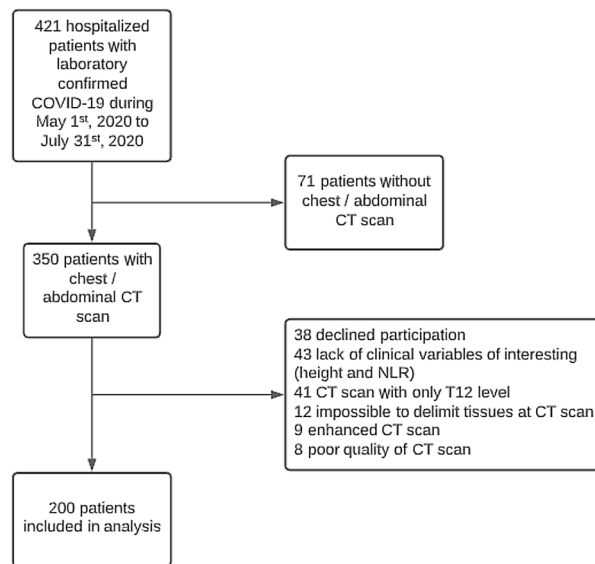 421 hospitalized
patients with
laboratory
confirmed
COVID-19 during
May 1st, 2020 to
July 31st, 2020
71 patients without
chest / abdominal
CT scan
350 patients with
chest /
abdominal CT
scan
38 declined participation
43 lack of clinical variables of interesting
(height and NLR)
41 CT scan with only T12 level
12 impossible to delimit tissues at CT scan
9 enhanced CT scan
8 poor quality of CT scan
200 patients
included in analysis